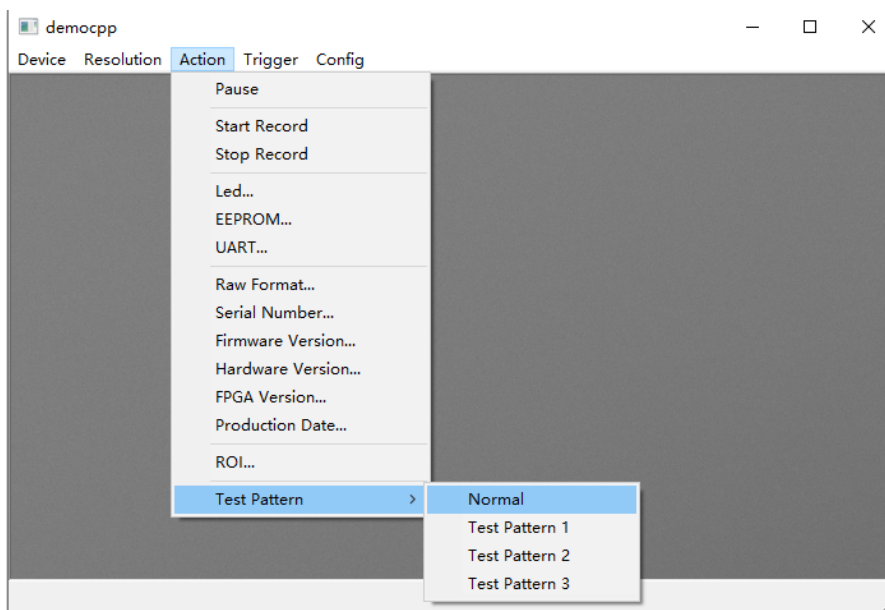 democpp
Device Resolution Action Trigger Config
Pause
Start Record
Stop Record
Led...
EEPROM...
UART...
Raw Format...
Serial Number...
Firmware Version...
Hardware Version...
FPGA Version...
Production Date...
ROI...
Test Pattern
Normal
Test Pattern 1
Test Pattern 2
Test Pattern 3